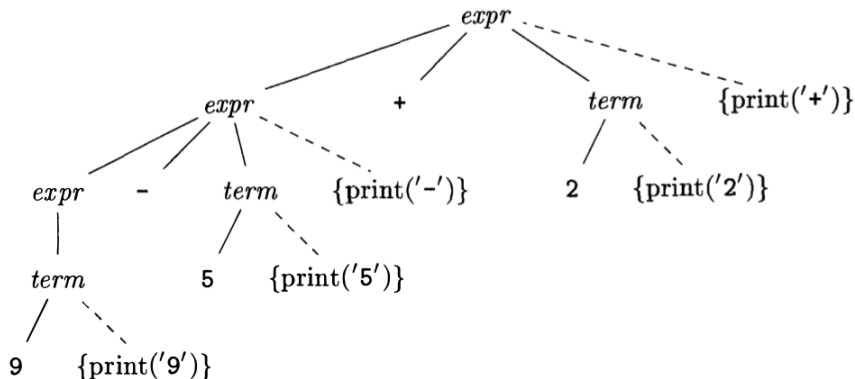 expr
expr + term {print('+')}
expr - term {print('-')} 2 {print('2')}
term 5 {print('5')}
9 {print('9')}